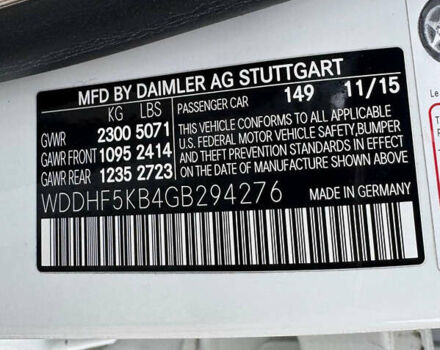 MFD BY DAIMLER AG STUTTGART
KG LBS
GVWR 2300 5071
GAWR FRONT 1095 2414
GAWR REAR 1235 2723
PASSENGER CAR 149 11/15
THIS VEHICLE CONFORMS TO ALL APPLICABLE
U.S. FEDERAL MOTOR VEHICLE SAFETY, BUMPER
AND THEFT PREVENTION STANDARDS IN EFFECT
ON THE DATE OF MANUFACTURE SHOWN ABOVE.
WDDHF5KB4GB294276
MADE IN GERMANY